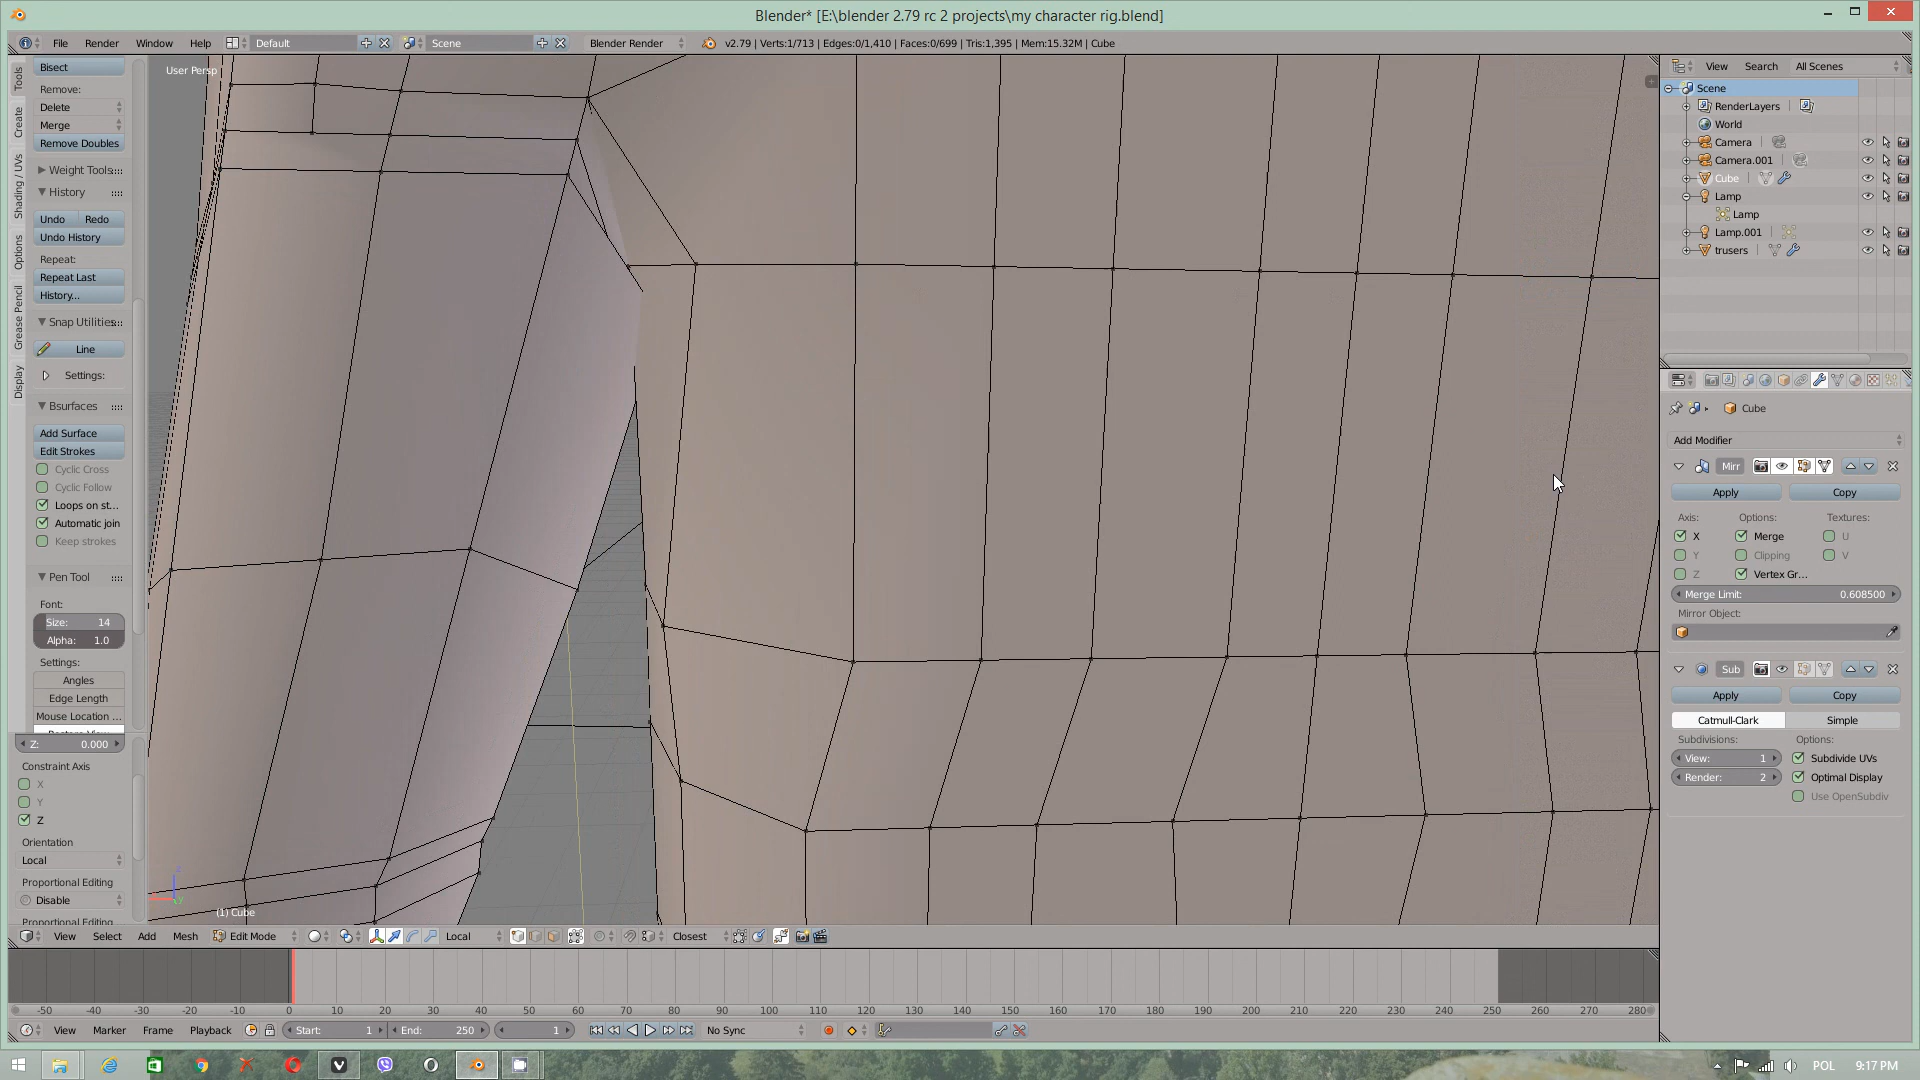 Blender* [E:\blender 2.79 rc 2 projects\my character rig.blend]
File Render Window Help Default Scene Blender Render v2.79 | Verts:1/713 | Edges:0/1,410 | Faces:0/699 | Tris:1,395 | Mem:15.32M | Cube
Tools
Create
Shading / UVs
Options
Grease Pencil
Display
Bisect
Remove:
Delete
Merge
Remove Doubles
Weight Tools
History
Undo Redo
Undo History
Repeat:
Repeat Last
History...
Snap Utilities
Line
Settings:
Bsurfaces
Add Surface
Edit Strokes
Cyclic Cross
Cyclic Follow
Loops on st...
Automatic join
Keep strokes
Pen Tool
Font:
Size: 14
Alpha: 1.0
Settings:
Angles
Edge Length
Mouse Location ...
Z: 0.000
Constraint Axis
X
Y
Z
Orientation
Local
Proportional Editing
Disable
Proportional Editing
User Persp
(1) Cube
View Select Add Mesh Edit Mode Local Closest
-50 -40 -30 -20 -10 0 10 20 30 40 50 60 70 80 90 100 110 120 130 140 150 160 170 180 190 200 210 220 230 240 250 260 270 280
View Marker Frame Playback Start: 1 End: 250 1 No Sync
View Search All Scenes
Scene
RenderLayers
World
Camera
Camera.001
Cube
Lamp
Lamp
Lamp.001
trusers
Cube
Add Modifier
Mirr
Apply Copy
Axis: Options: Textures:
X Merge U
Y Clipping V
Z Vertex Gr...
Merge Limit: 0.608500
Mirror Object:
Sub
Apply Copy
Catmull-Clark Simple
Subdivisions: Options:
View: 1 Subdivide UVs
Render: 2 Optimal Display
Use OpenSubdiv
POL 9:17 PM